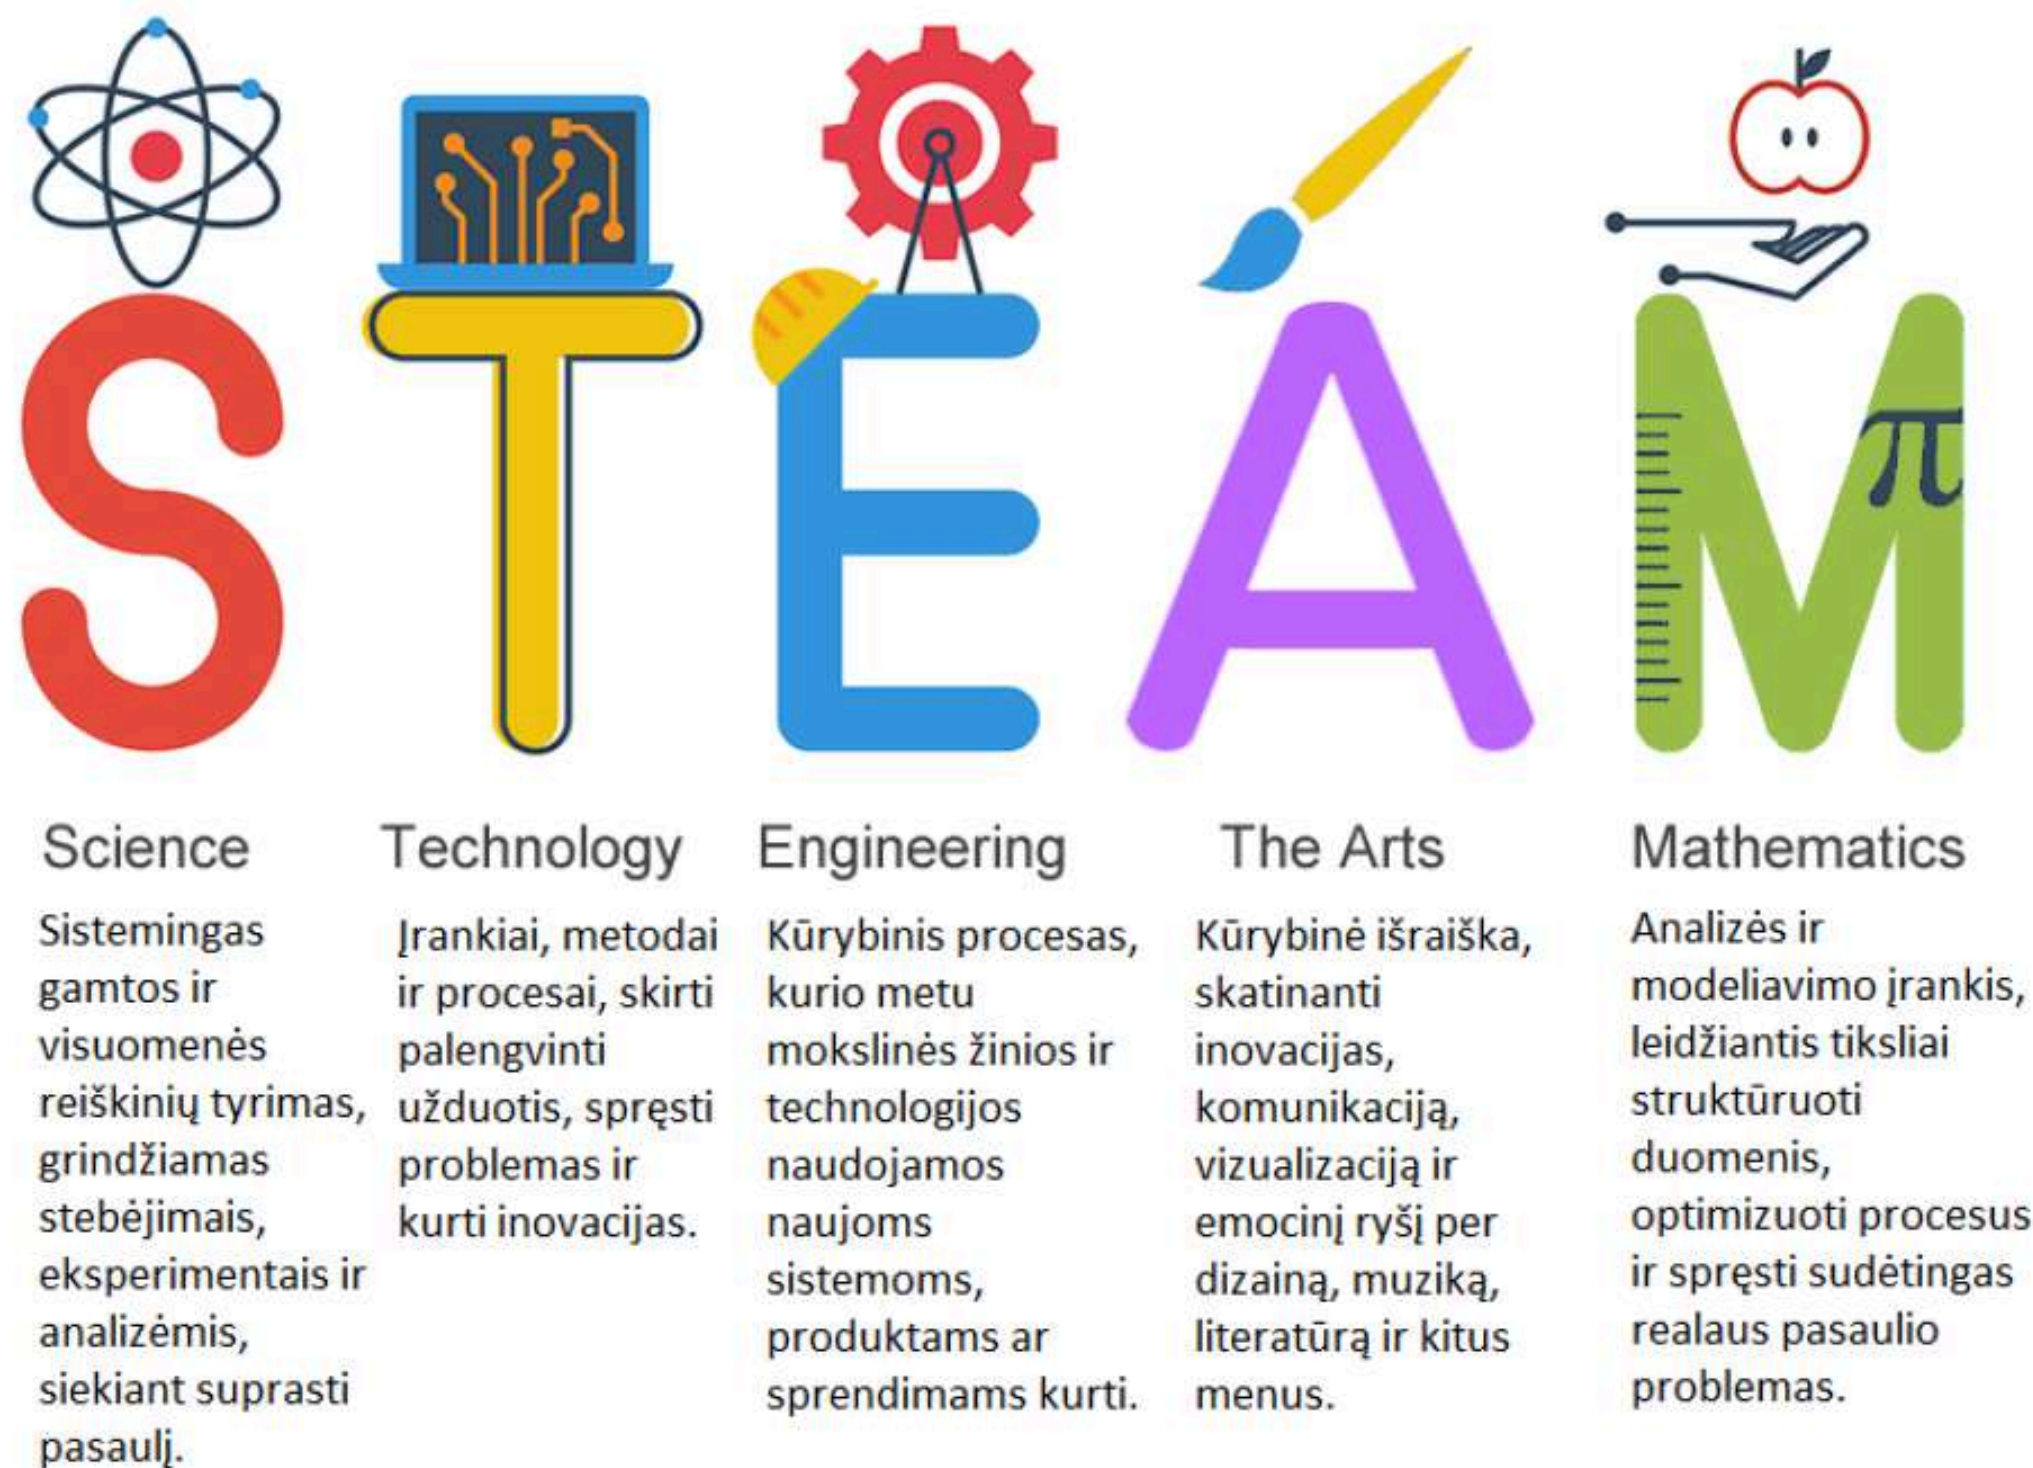 STEAM
π
Science
Sistemingas
gamtos ir
visuomenės
reiškinių tyrimas,
grindžiamas
stebėjimais,
eksperimentais ir
analizėmis,
siekiant suprasti
pasaulį.
Technology
Įrankiai, metodai
ir procesai, skirti
palengvinti
užduotis, spręsti
problemas ir
kurti inovacijas.
Engineering
Kūrybinis procesas,
kurio metu
mokslinės žinios ir
technologijos
naudojamos
naujoms
sistemoms,
produktams ar
sprendimams kurti.
The Arts
Kūrybinė išraiška,
skatinanti
inovacijas,
komunikaciją,
vizualizaciją ir
emocinį ryšį per
dizainą, muziką,
literatūrą ir kitus
menus.
Mathematics
Analizės ir
modeliavimo įrankis,
leidžiantis tiksliai
struktūruoti
duomenis,
optimizuoti procesus
ir spręsti sudėtingas
realaus pasaulio
problemas.